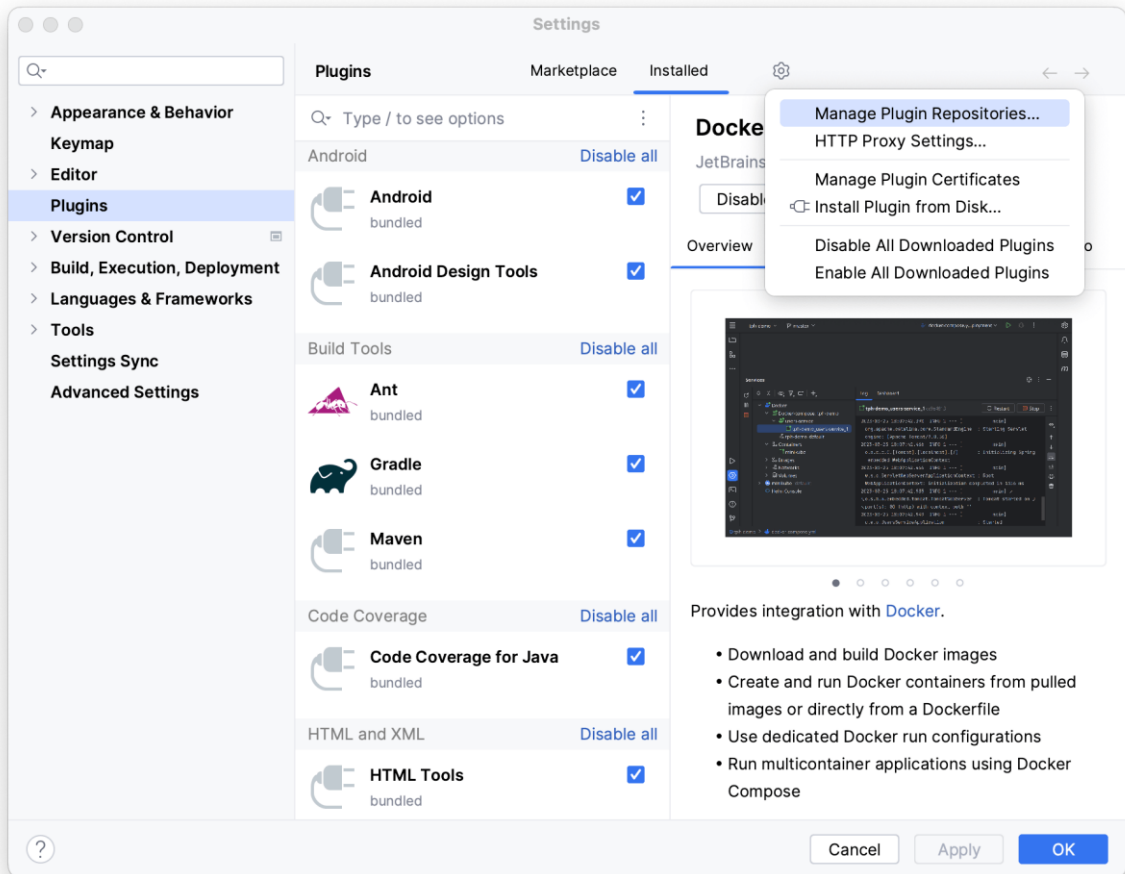 Settings
Plugins
Marketplace
Installed
Appearance & Behavior
Keymap
Editor
Plugins
Version Control
Build, Execution, Deployment
Languages & Frameworks
Tools
Settings Sync
Advanced Settings
Type / to see options
Android
Disable all
Android
bundled
Android Design Tools
bundled
Build Tools
Disable all
Ant
bundled
Gradle
bundled
Maven
bundled
Code Coverage
Disable all
Code Coverage for Java
bundled
HTML and XML
Disable all
HTML Tools
bundled
Manage Plugin Repositories...
HTTP Proxy Settings...
Manage Plugin Certificates
Install Plugin from Disk...
Disable All Downloaded Plugins
Enable All Downloaded Plugins
Docke
JetBrains
Disabl
Overview
o
Services
Provides integration with Docker.
• Download and build Docker images
• Create and run Docker containers from pulled
images or directly from a Dockerfile
• Use dedicated Docker run configurations
• Run multicontainer applications using Docker
Compose
?
Cancel
Apply
OK